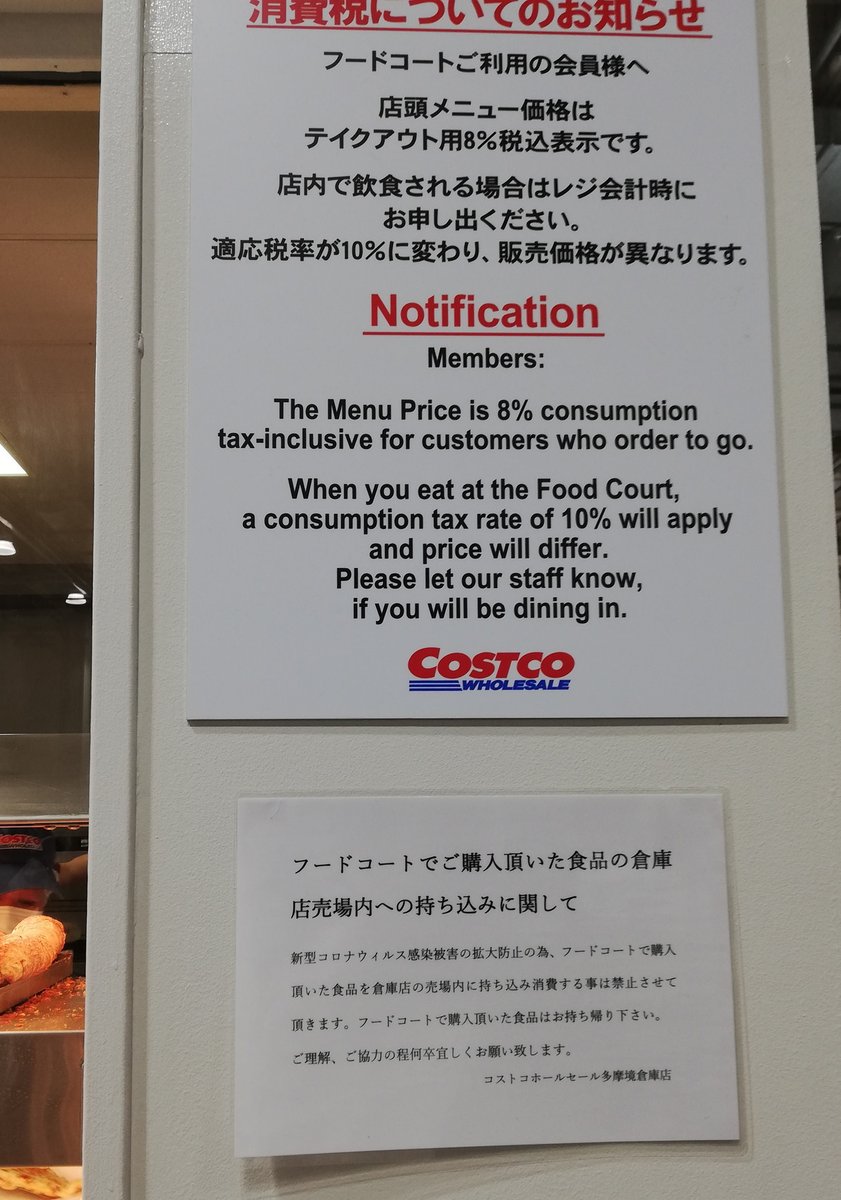 消費税についてのお知らせ
フードコートご利用の会員様へ
店頭メニュー価格は
テイクアウト用8％税込表示です。
店内で飲食される場合はレジ会計時に
お申し出ください。
適応税率が10％に変わり、販売価格が異なります。
Notification
Members:
The Menu Price is 8% consumption
tax-inclusive for customers who order to go.
When you eat at the Food Court,
a consumption tax rate of 10% will apply
and price will differ.
Please let our staff know,
if you will be dining in.
COSTCO
WHOLESALE
COSTCO
フードコートでご購入頂いた食品の倉庫
店売場内への持ち込みに関して
新型コロナウィルス感染被害の拡大防止の為、フードコートで購入
頂いた食品を倉庫店の売場内に持ち込み消費する事は禁止させて
頂きます。フードコートで購入頂いた食品はお持ち帰り下さい。
ご理解、ご協力の程何卒宜しくお願い致します。
コストコホールセール多摩境倉庫店